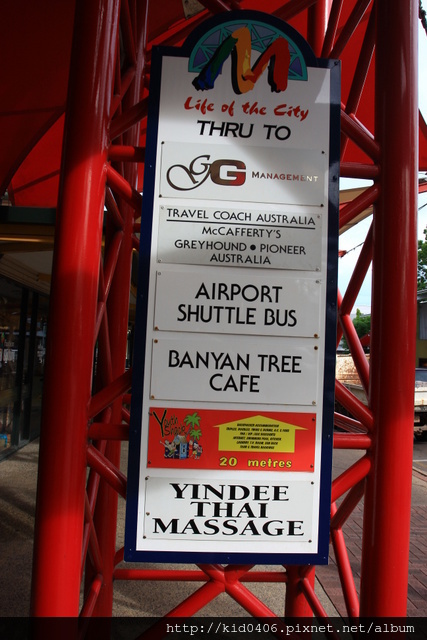 Life of the City
THRU TO
GG MANAGEMENT
TRAVEL COACH AUSTRALIA
MCCAFFERTY'S
GREYHOUND • PIONEER
AUSTRALIA
AIRPORT
SHUTTLE BUS
BANYAN TREE
CAFE
20 metres
YINDEE
THAI
MASSAGE
http://kid0406.pixnet.net/album